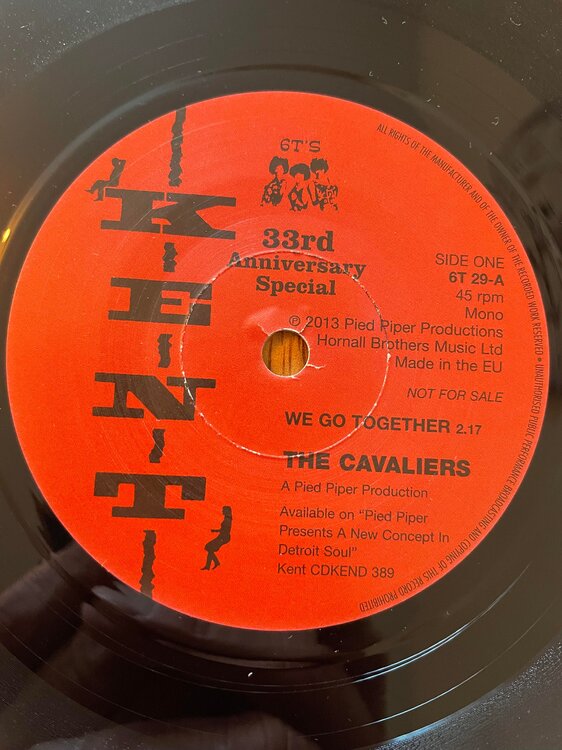 6T'S
33rd
Anniversary
Special
KENT
SIDE ONE
6T 29-A
45 rpm
Mono
℗ 2013 Pied Piper Productions
Hornall Brothers Music Ltd
Made in the EU
NOT FOR SALE
WE GO TOGETHER 2.17
THE CAVALIERS
A Pied Piper Production
Available on "Pied Piper
Presents A New Concept In
Detroit Soul"
Kent CDKEND 389
ALL RIGHTS OF THE MANUFACTURER AND OF THE OWNER OF THE RECORDED WORK RESERVED • UNAUTHORISED PUBLIC PERFORMANCE BROADCASTING AND COPYING OF THIS RECORD PROHIBITED